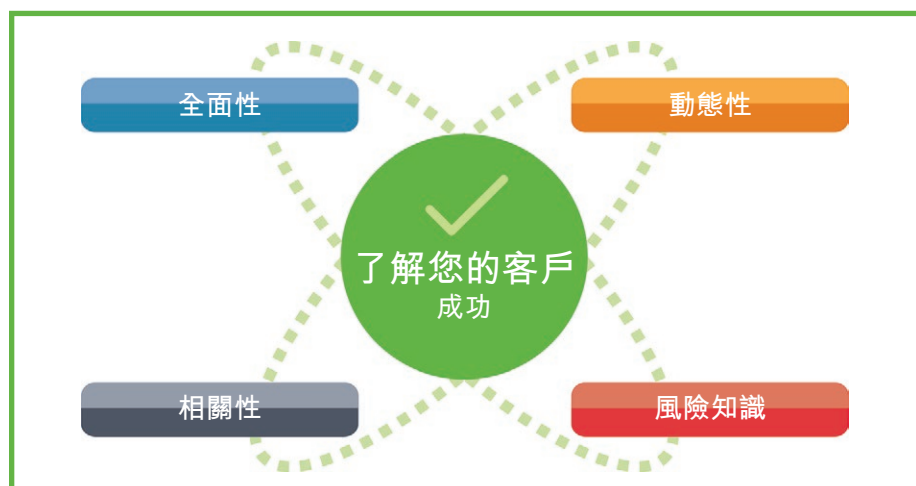 全面性
動態性
了解您的客戶
成功
相關性
風險知識